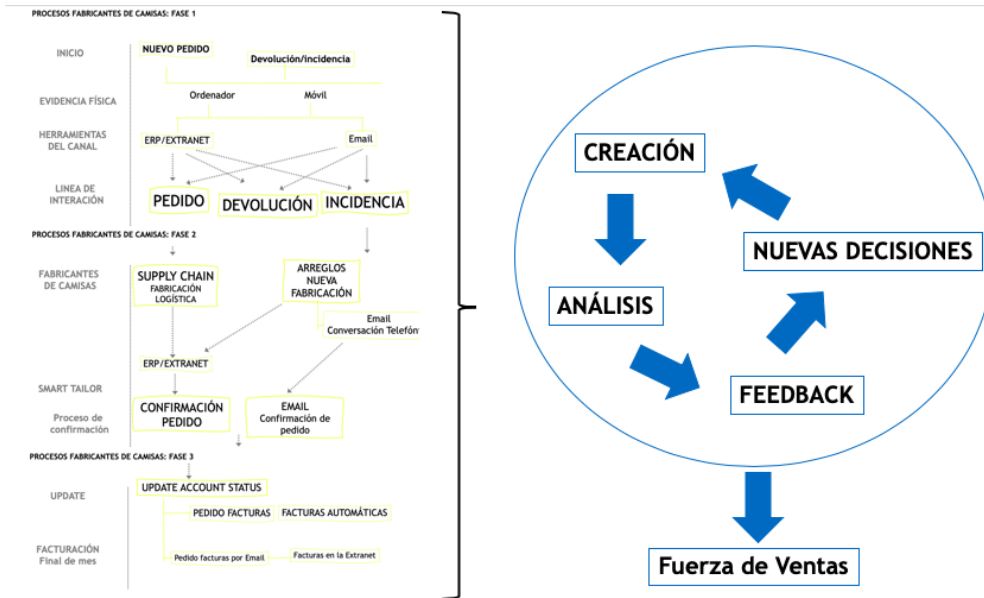 PROCESOS FABRICANTES DE CAMISAS: FASE 1
INICIO
NUEVO PEDIDO
Devolución/incidencia
EVIDENCIA FÍSICA
Ordenador
Móvil
HERRAMIENTAS
DEL CANAL
ERP/EXTRANET
Email
LINEA DE
INTERACIÓN
PEDIDO
DEVOLUCIÓN
INCIDENCIA
PROCESOS FABRICANTES DE CAMISAS: FASE 2
FABRICANTES
DE CAMISAS
SUPPLY CHAIN
FABRICACIÓN
LOGÍSTICA
ARREGLOS
NUEVA
FABRICACIÓN
Email
Conversación Telefón
ERP/EXTRANET
SMART TAILOR
Proceso de
confirmación
CONFIRMACIÓN
PEDIDO
EMAIL
Confirmación de
pedido
PROCESOS FABRICANTES DE CAMISAS: FASE 3
UPDATE
UPDATE ACCOUNT STATUS
PEDIDO FACTURAS
FACTURAS AUTOMÁTICAS
FACTURACIÓN
Final de mes
Pedido facturas por Email
Facturas en la Extranet
CREACIÓN
NUEVAS DECISIONES
ANÁLISIS
FEEDBACK
Fuerza de Ventas